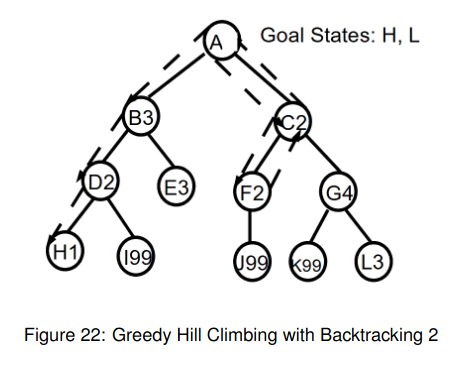 A Goal States: H, L
B3 C2
D2 E3 F2 G4
H1 I99 J99 K99 L3
Figure 22: Greedy Hill Climbing with Backtracking 2